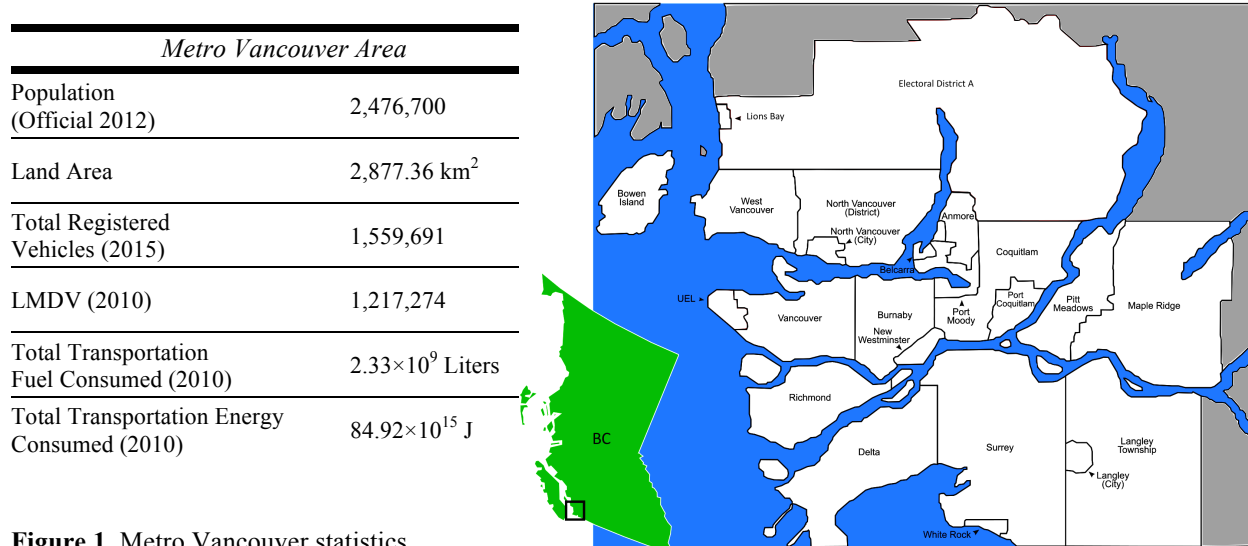 Metro Vancouver Area
Population
(Official 2012)
2,476,700
Land Area
2,877.36 km²
Total Registered
Vehicles (2015)
1,559,691
LMDV (2010)
1,217,274
Total Transportation
Fuel Consumed (2010)
2.33×10⁹ Liters
Total Transportation Energy
Consumed (2010)
84.92×10¹⁵ J
Figure 1. Metro Vancouver statistics
Electoral District A
Lions Bay
Bowen
Island
West
Vancouver
North Vancouver
(District)
North Vancouver
(City)
Anmore
Belcarra
Coquitlam
UEL
Vancouver
Burnaby
New
Westminster
Port
Moody
Port
Coquitlam
Pitt
Meadows
Maple Ridge
Richmond
BC
Delta
Surrey
Langley
Township
Langley
(City)
White Rock